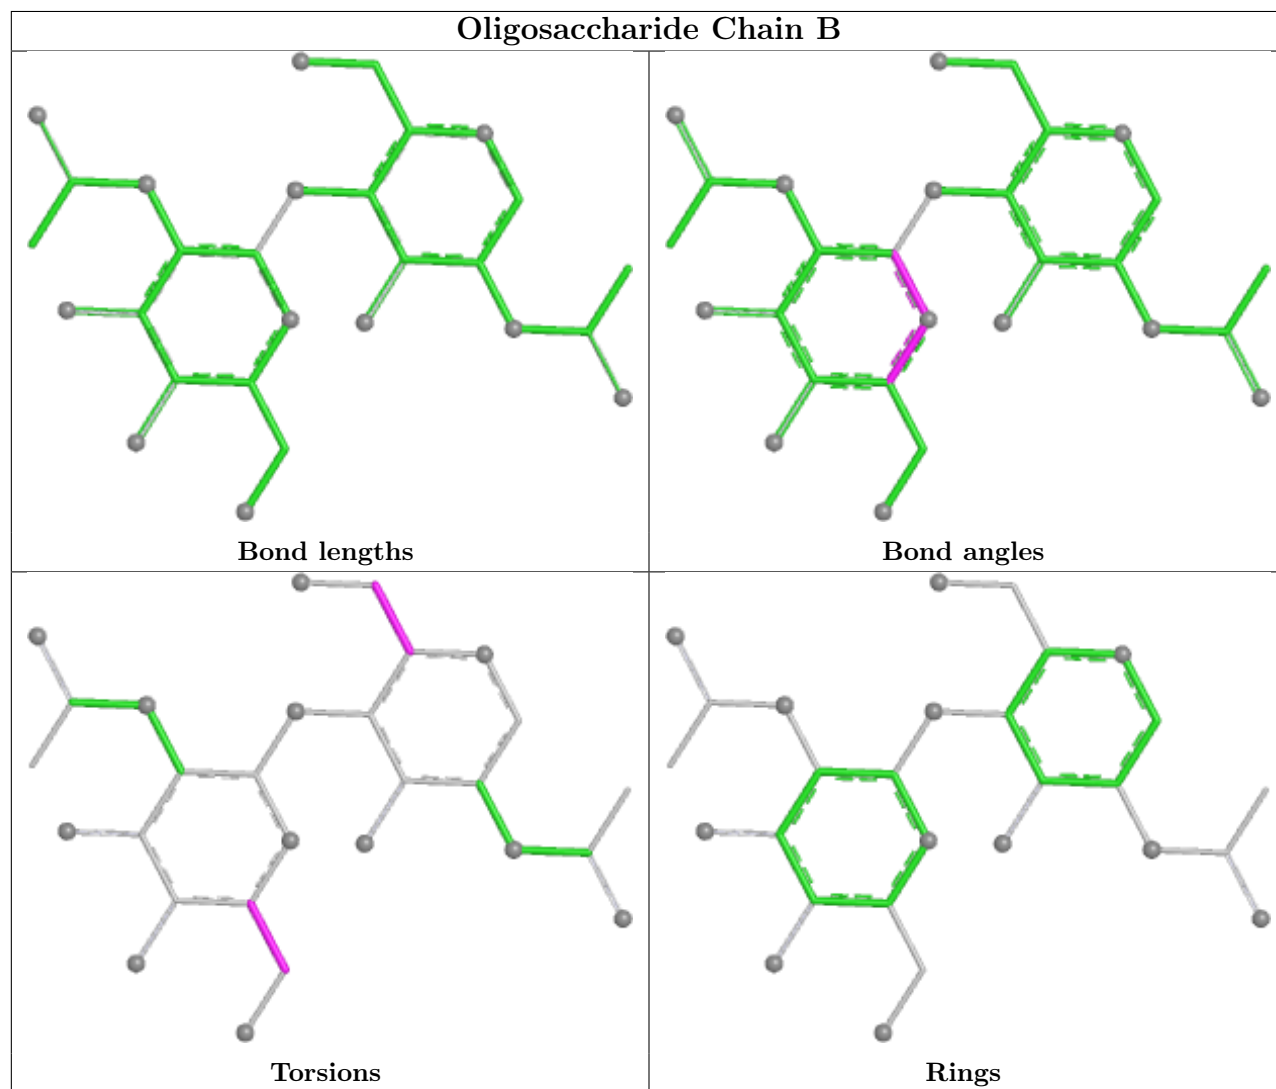 Oligosaccharide Chain B
Bond lengths
Bond angles
Torsions
Rings